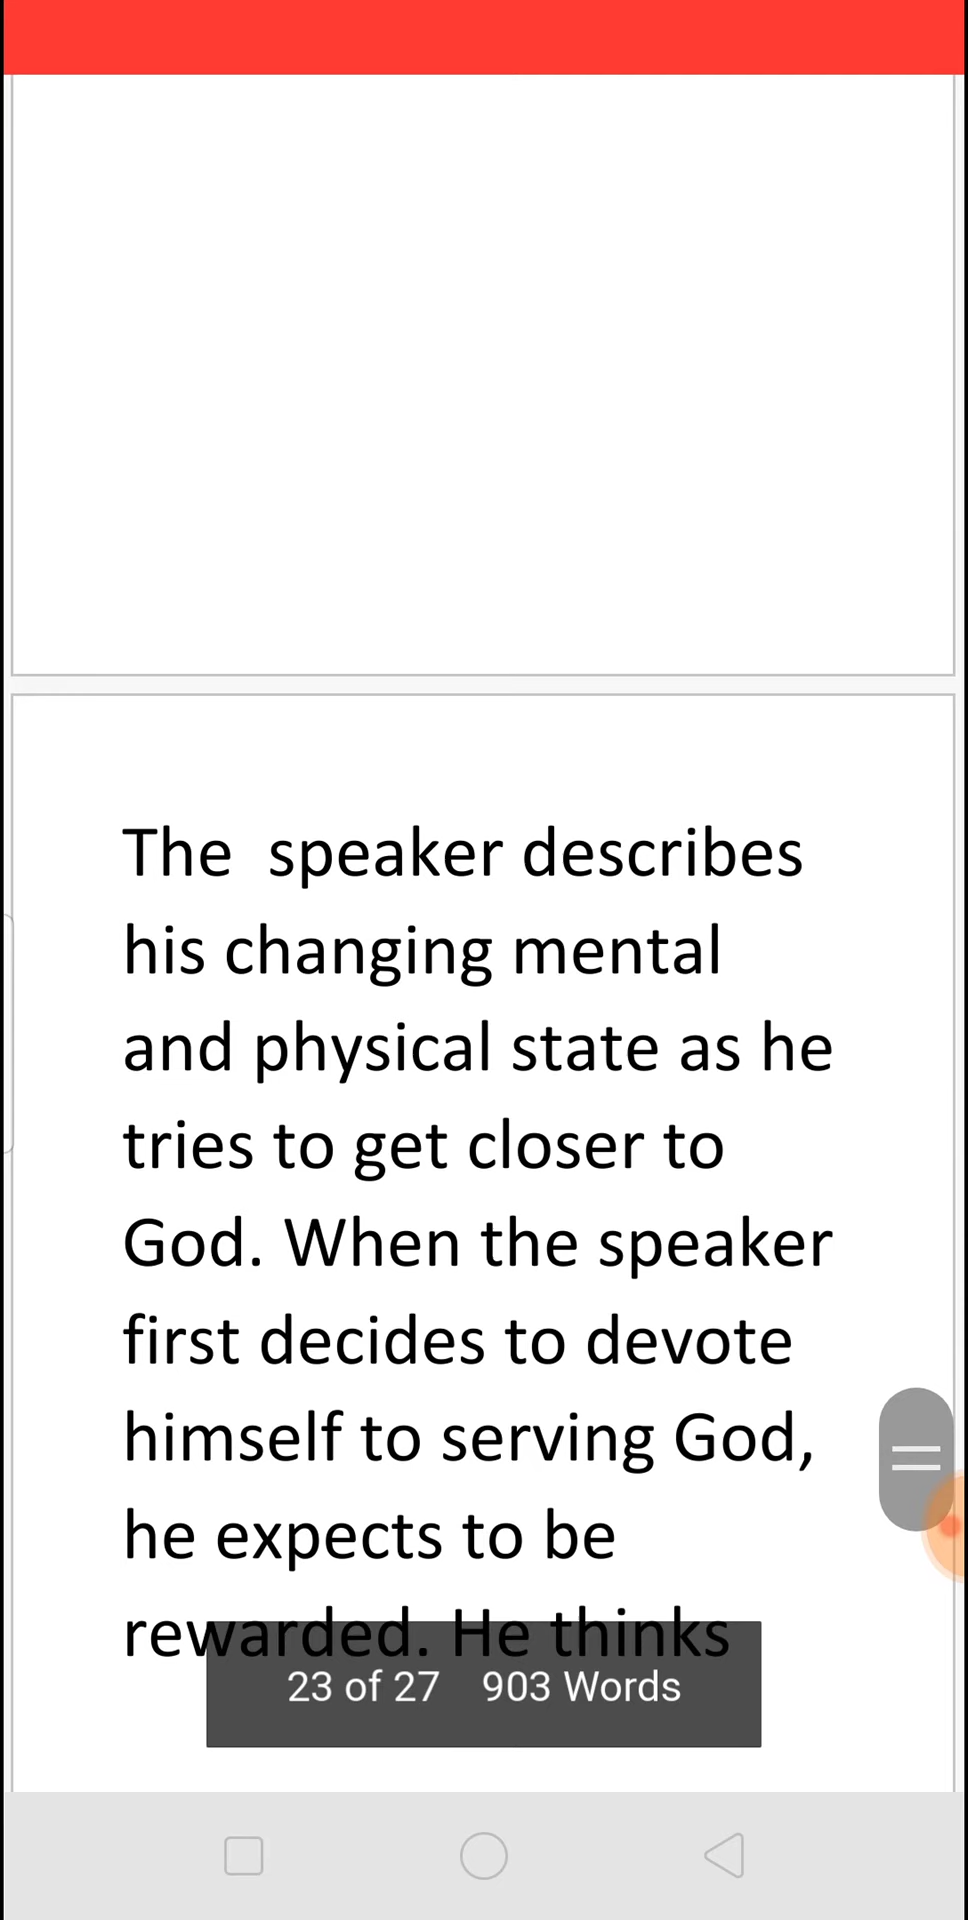 The  speaker describes
his changing mental
and physical state as he
tries to get closer to
God. When the speaker
first decides to devote
himself to serving God,
he expects to be
rewarded. He thinks
23 of 27 903 Words